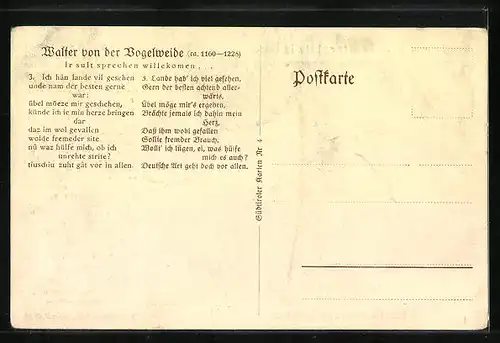 Walter von der Vogelweide (ca. 1160—1228)
Ir sult sprechen willekomen . .
3. Ich hân lande vil gesehen
unde nam der besten gerne
war:
übel müeze mir geschehen,
künde ich ie min herze bringen
dar
daz im wol gevallen
wolde fremeder site.
nû waz hülfe mich, ob ich
unrehte strite?
tiuschiu zuht gât vor in allen.
3. Lande hab' ich viel gesehen,
Gern der besten achtend aller-
wärts.
Übel möge mir's ergehen,
Brächte jemals ich dahin mein
Herz,
Daß ihm wohl gefallen
Sollte fremder Brauch.
Wollt' ich lügen, ei, was hülfe
mich es auch?
Deutsche Art geht doch vor allen.
Südtiroler Karten Nr. 4
Postkarte